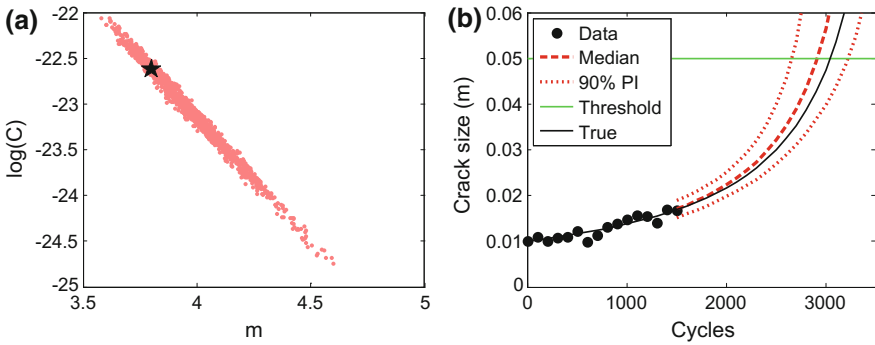 (a)
-22
-22.5
-23
-23.5
-24
-24.5
-25
log(C)
3.5
4
4.5
5
m
(b)
0.06
0.05
0.04
0.03
0.02
0.01
0
Crack size (m)
Data
Median
90% PI
Threshold
True
0
1000
2000
3000
Cycles